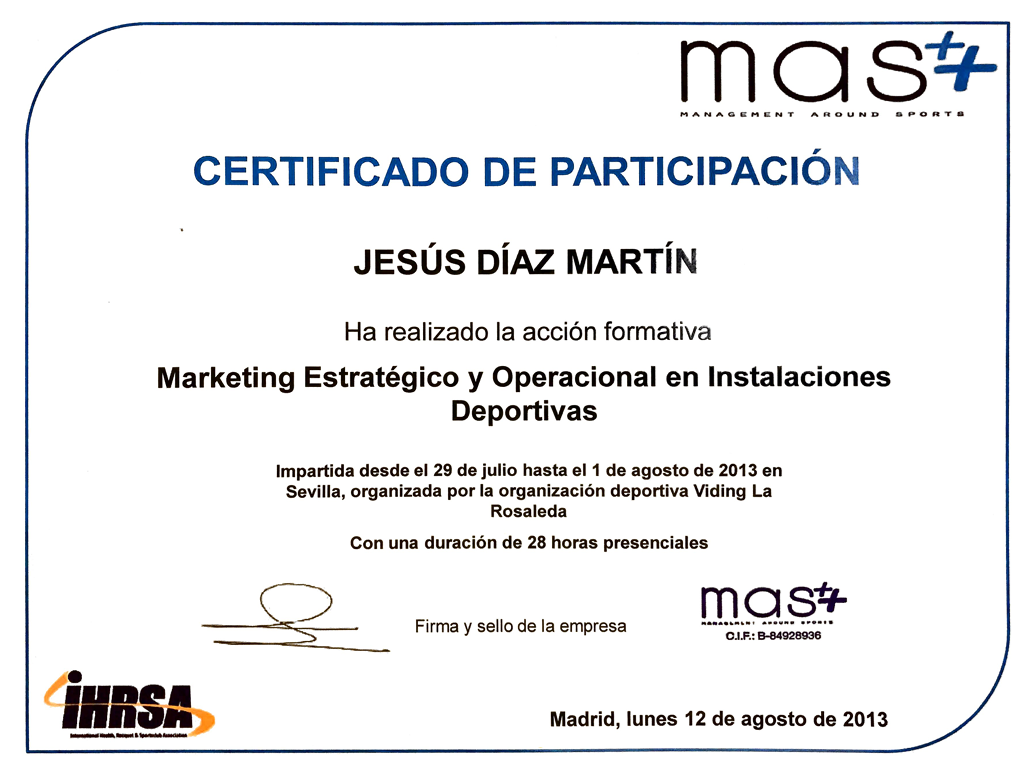 mas++
MANAGEMENT AROUND SPORTS
CERTIFICADO DE PARTICIPACIÓN
JESÚS DÍAZ MARTÍN
Ha realizado la acción formativa
Marketing Estratégico y Operacional en Instalaciones
Deportivas
Impartida desde el 29 de julio hasta el 1 de agosto de 2013 en
Sevilla, organizada por la organización deportiva Viding La
Rosaleda
Con una duración de 28 horas presenciales
Firma y sello de la empresa
mas++
MANAGEMENT AROUND SPORTS
C.I.F.: B-84928936
IHRSA
International Health, Racquet & Sportsclub Association
Madrid, lunes 12 de agosto de 2013